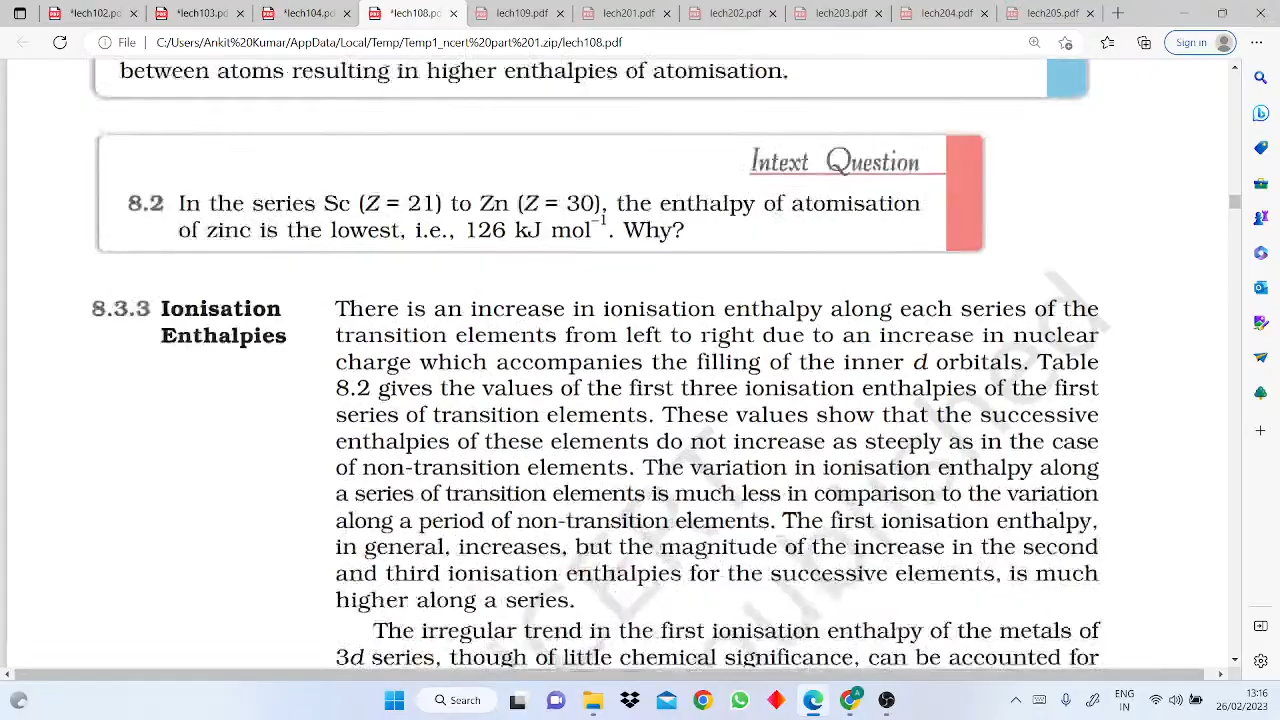 *lech102.pdf
*lech103.pdf
*lech104.pdf
*lech108.pdf
lech109.pdf
lech201.pdf
lech202.pdf
lech203.pdf
lech204.pdf
lech205.pdf
File C:/Users/Ankit%20Kumar/AppData/Local/Temp/Temp1_ncert%20part%201.zip/lech108.pdf
Sign in
between atoms resulting in higher enthalpies of atomisation.
Intext Question
8.2 In the series Sc (Z = 21) to Zn (Z = 30), the enthalpy of atomisation
of zinc is the lowest, i.e., 126 kJ mol⁻¹. Why?
8.3.3 Ionisation
Enthalpies
There is an increase in ionisation enthalpy along each series of the
transition elements from left to right due to an increase in nuclear
charge which accompanies the filling of the inner d orbitals. Table
8.2 gives the values of the first three ionisation enthalpies of the first
series of transition elements. These values show that the successive
enthalpies of these elements do not increase as steeply as in the case
of non-transition elements. The variation in ionisation enthalpy along
a series of transition elements is much less in comparison to the variation
along a period of non-transition elements. The first ionisation enthalpy,
in general, increases, but the magnitude of the increase in the second
and third ionisation enthalpies for the successive elements, is much
higher along a series.
The irregular trend in the first ionisation enthalpy of the metals of
3d series, though of little chemical significance, can be accounted for
Search
ENG
IN
13:16
26/02/2023